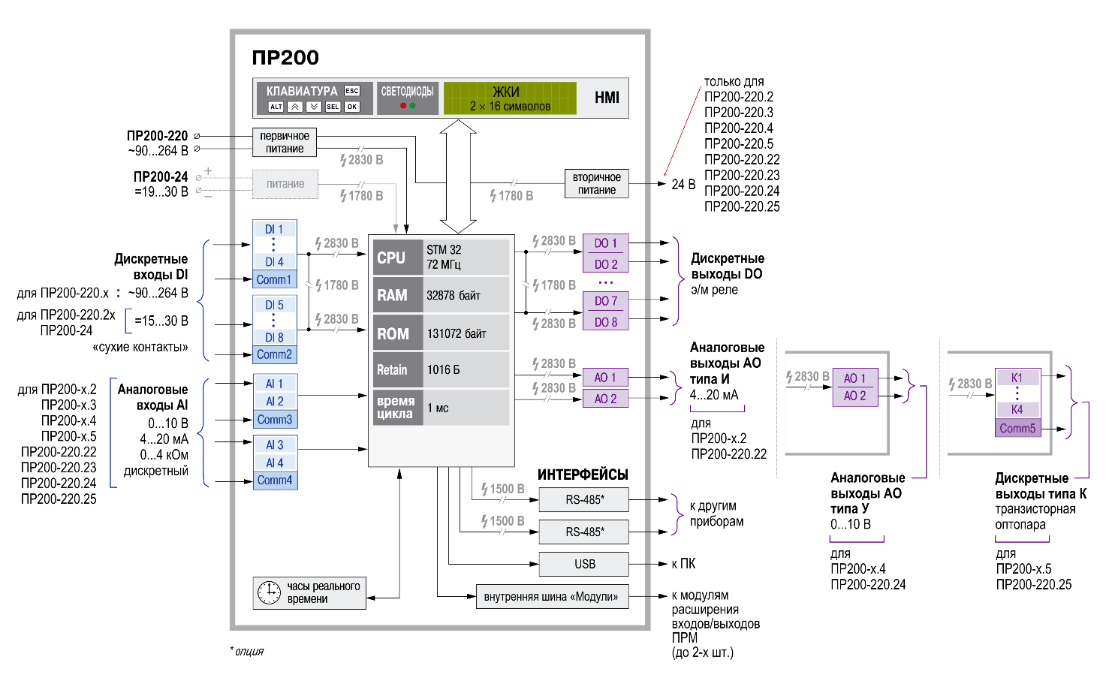 ПР200
КЛАВИАТУРА ESC
ALT SEL OK
СВЕТОДИОДЫ
ЖКИ
2 × 16 символов
HMI
ПР200-220
~90...264 В
первичное
питание
2830 В
ПР200-24
=19...30 В
+
–
питание
1780 В
1780 В
вторичное
питание
24 В
только для
ПР200-220.2
ПР200-220.3
ПР200-220.4
ПР200-220.5
ПР200-220.22
ПР200-220.23
ПР200-220.24
ПР200-220.25
Дискретные
входы DI
для ПР200-220.x : ~90...264 В
для ПР200-220.2x
ПР200-24
=15...30 В
«сухие контакты»
DI 1
DI 4
Comm1
DI 5
DI 8
Comm2
2830 В
1780 В
2830 В
CPU
STM 32
72 МГц
RAM
32878 байт
ROM
131072 байт
Retain
1016 Б
время
цикла
1 мс
2830 В
1780 В
2830 В
DO 1
DO 2
...
DO 7
DO 8
Дискретные
выходы DO
э/м реле
для ПР200-x.2
ПР200-x.3
ПР200-x.4
ПР200-x.5
ПР200-220.22
ПР200-220.23
ПР200-220.24
ПР200-220.25
Аналоговые
входы AI
0...10 В
4...20 мА
0...4 кОм
дискретный
AI 1
AI 2
Comm3
AI 3
AI 4
Comm4
2830 В
2830 В
AO 1
AO 2
Аналоговые
выходы АО
типа И
4...20 мА
для
ПР200-x.2
ПР200-220.22
2830 В
AO 1
AO 2
Аналоговые
выходы АО
типа У
0...10 В
для
ПР200-x.4
ПР200-220.24
2830 В
К1
К4
Comm5
Дискретные
выходы типа К
транзисторная
оптопара
для
ПР200-x.5
ПР200-220.25
ИНТЕРФЕЙСЫ
1500 В
RS-485*
1500 В
RS-485*
к другим
приборам
USB
к ПК
часы реального
времени
внутренняя шина «Модули»
к модулям
расширения
входов/выходов
ПРМ
(до 2-х шт.)
* опция